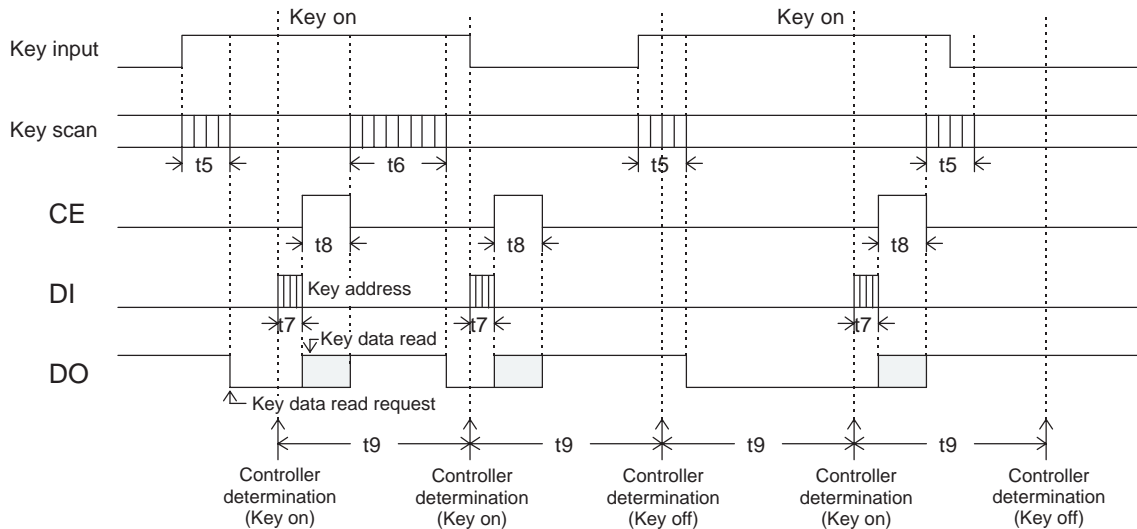 Key on
Key on
Key input
Key scan
t5
t6
t5
t5
CE
t8
t8
t8
DI
Key address
t7
t7
t7
Key data read
DO
Key data read request
t9
t9
t9
t9
Controller
determination
(Key on)
Controller
determination
(Key on)
Controller
determination
(Key off)
Controller
determination
(Key on)
Controller
determination
(Key off)